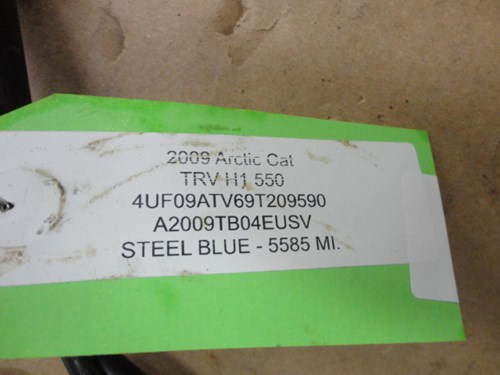 2009 Arctic Cat
TRV H1 550
4UF09ATV69T209590
A2009TB04EUSV
STEEL BLUE - 5585 MI.